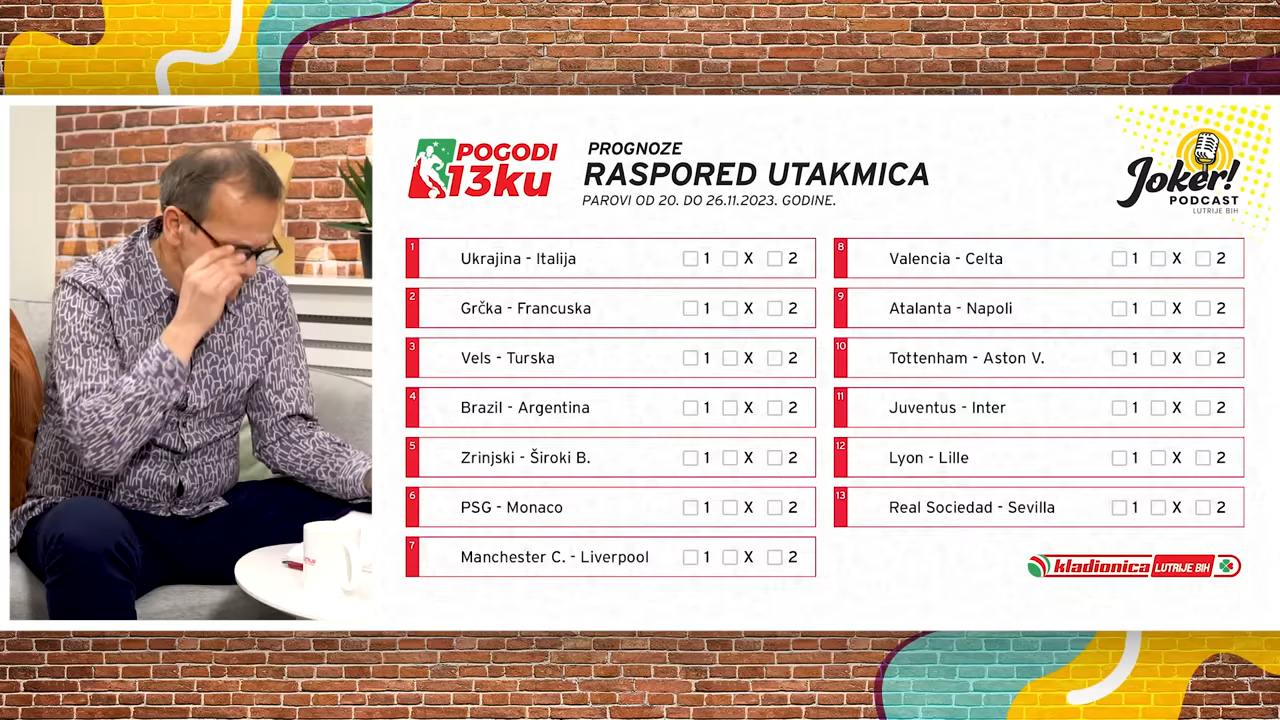 POGODI
13ku
PROGNOZE
RASPORED UTAKMICA
PAROVI OD 20. DO 26.11.2023. GODINE.
Joker!
PODCAST
LUTRIJE BIH
1 Ukrajina - Italija 1 X 2
2 Grčka - Francuska 1 X 2
3 Vels - Turska 1 X 2
4 Brazil - Argentina 1 X 2
5 Zrinjski - Široki B. 1 X 2
6 PSG - Monaco 1 X 2
7 Manchester C. - Liverpool 1 X 2
8 Valencia - Celta 1 X 2
9 Atalanta - Napoli 1 X 2
10 Tottenham - Aston V. 1 X 2
11 Juventus - Inter 1 X 2
12 Lyon - Lille 1 X 2
13 Real Sociedad - Sevilla 1 X 2
kladionica LUTRIJE BIH